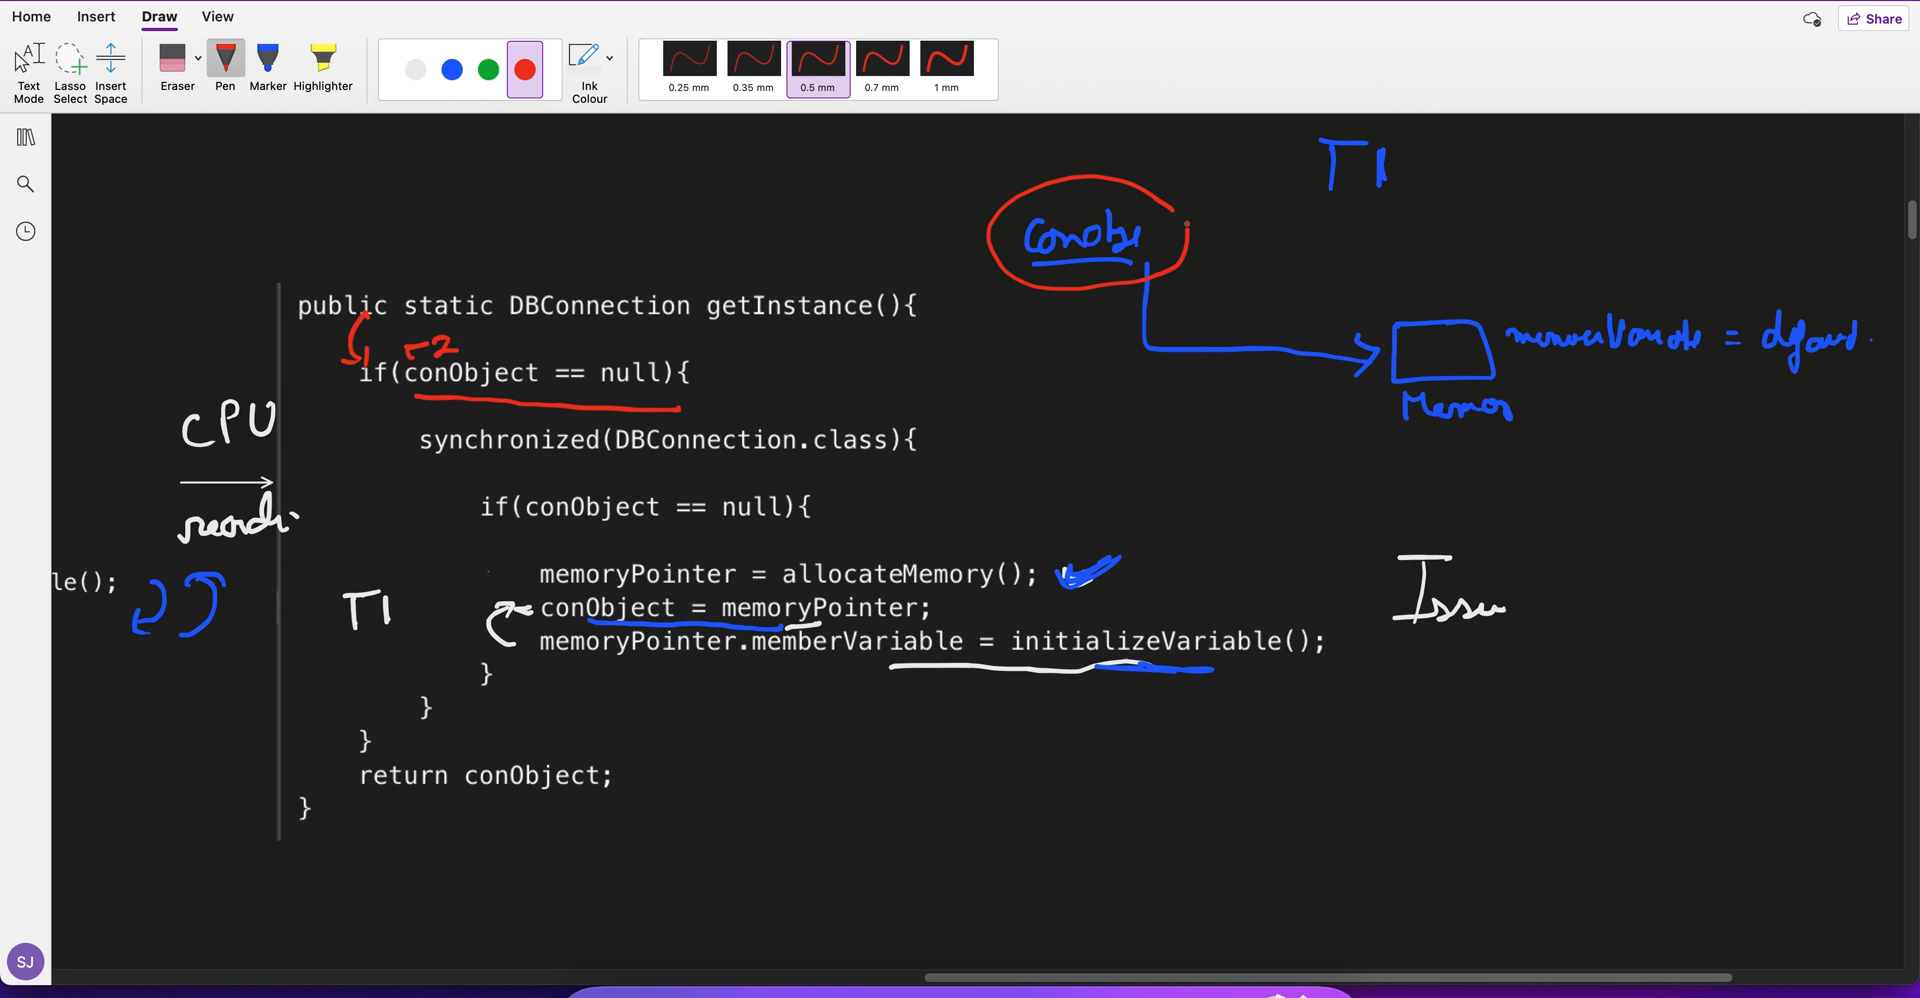 Home Insert Draw View
Share
Text Mode
Lasso Select
Insert Space
Eraser
Pen
Marker
Highlighter
Ink Colour
0.25 mm
0.35 mm
0.5 mm
0.7 mm
1 mm
T1
public static DBConnection getInstance(){
T2
if(conObject == null){
Memory
CPU
synchronized(DBConnection.class){
if(conObject == null){
le();
memoryPointer = allocateMemory();
T1
conObject = memoryPointer;
memoryPointer.memberVariable = initializeVariable();
Issue
}
}
}
return conObject;
}
SJ